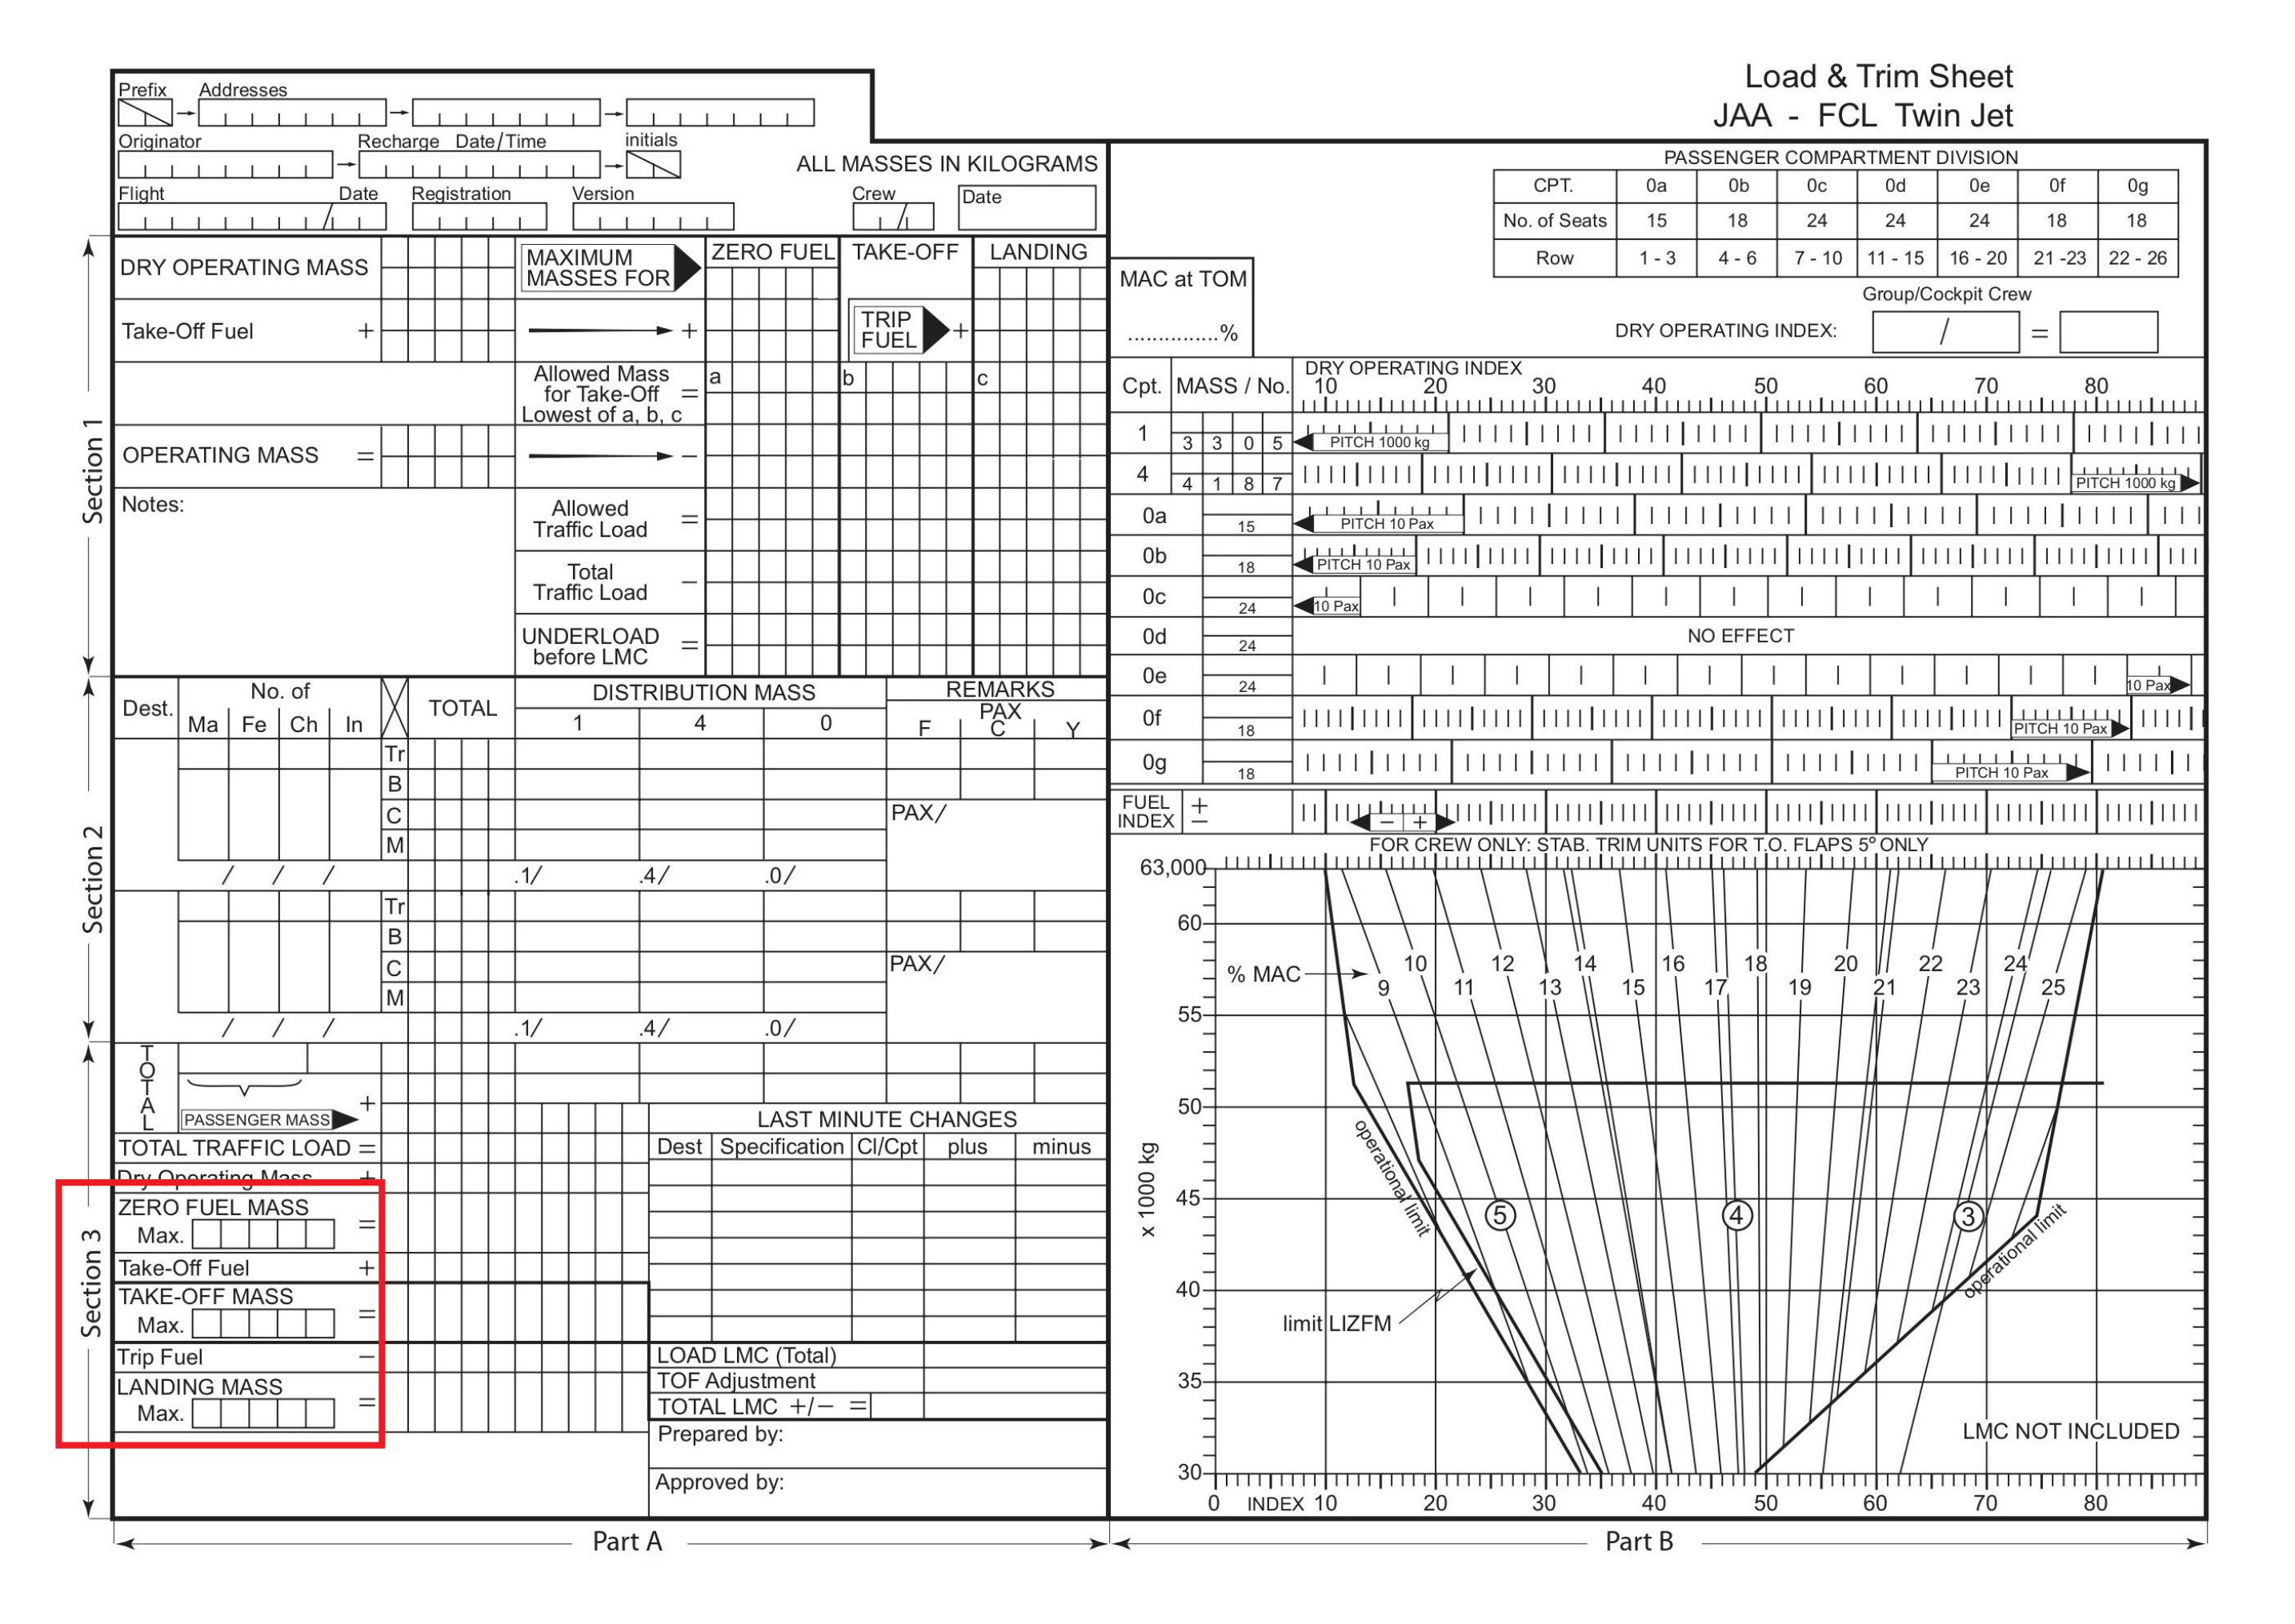 Load & Trim Sheet
JAA - FCL Twin Jet
Prefix Addresses
Originator Recharge Date/Time initials
ALL MASSES IN KILOGRAMS
Flight Date Registration Version Crew Date
/ /
Section 1
DRY OPERATING MASS MAXIMUM MASSES FOR ZERO FUEL TAKE-OFF LANDING
Take-Off Fuel + + TRIP FUEL +
Allowed Mass for Take-Off Lowest of a, b, c = a b c
OPERATING MASS = −
Notes:
Allowed Traffic Load =
Total Traffic Load −
UNDERLOAD before LMC =
Section 2
Dest. No. of TOTAL DISTRIBUTION MASS REMARKS
Ma Fe Ch In 1 4 0 PAX
F C Y
Tr
B
C PAX/
M
/ / / .1/ .4/ .0/
Tr
B
C PAX/
M
/ / / .1/ .4/ .0/
Section 3
TOTAL
PASSENGER MASS +
TOTAL TRAFFIC LOAD =
Dry Operating Mass +
ZERO FUEL MASS
Max. =
Take-Off Fuel +
TAKE-OFF MASS
Max. =
Trip Fuel −
LANDING MASS
Max. =
LAST MINUTE CHANGES
Dest Specification Cl/Cpt plus minus
LOAD LMC (Total)
TOF Adjustment
TOTAL LMC +/− =
Prepared by:
Approved by:
Part A
PASSENGER COMPARTMENT DIVISION
CPT. 0a 0b 0c 0d 0e 0f 0g
No. of Seats 15 18 24 24 24 18 18
Row 1 - 3 4 - 6 7 - 10 11 - 15 16 - 20 21 -23 22 - 26
MAC at TOM
...............%
Group/Cockpit Crew
DRY OPERATING INDEX: / =
Cpt. MASS / No. DRY OPERATING INDEX
10 20 30 40 50 60 70 80
1 3 3 0 5 PITCH 1000 kg
4 4 1 8 7 PITCH 1000 kg
0a 15 PITCH 10 Pax
0b 18 PITCH 10 Pax
0c 24 10 Pax
0d 24 NO EFFECT
0e 24 10 Pax
0f 18 PITCH 10 Pax
0g 18 PITCH 10 Pax
FUEL INDEX + − − +
FOR CREW ONLY: STAB. TRIM UNITS FOR T.O. FLAPS 5° ONLY
63,000
60
% MAC
10 12 14 16 18 20 22 24
9 11 13 15 17 19 21 23 25
55
50
x 1000 kg
45
5 4 3
operational limit
operational limit
40
limit LIZFM
35
LMC NOT INCLUDED
30
0 INDEX 10 20 30 40 50 60 70 80
Part B